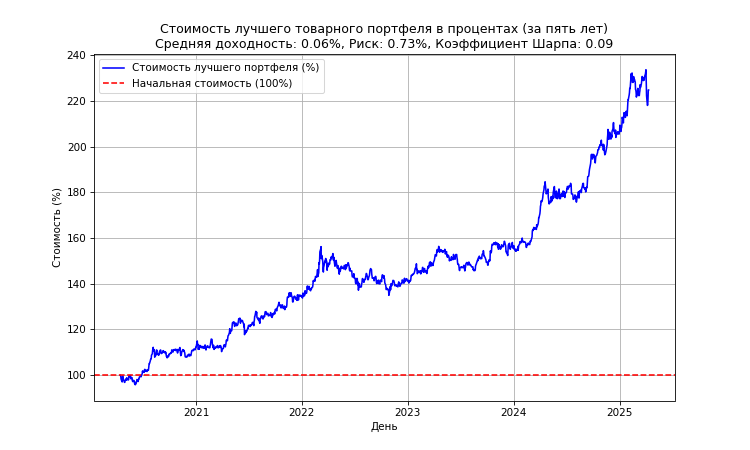 Стоимость лучшего товарного портфеля в процентах (за пять лет)
Средняя доходность: 0.06%, Риск: 0.73%, Коэффициент Шарпа: 0.09
Стоимость лучшего портфеля (%)
Начальная стоимость (100%)
Стоимость (%)
240
220
200
180
160
140
120
100
2021
2022
2023
2024
2025
День